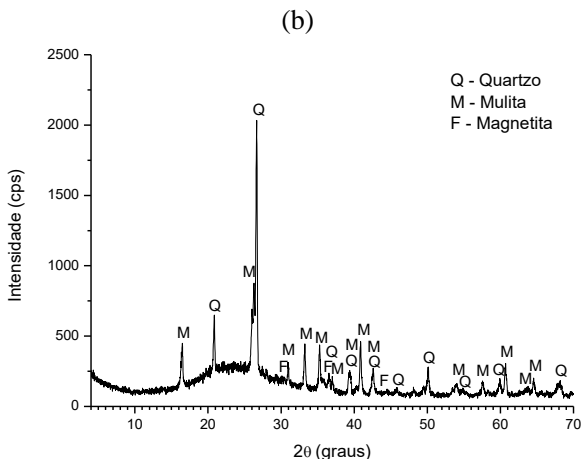 (b)
2500
2000
1500
1000
500
0
Intensidade (cps)
Q - Quartzo
M - Mulita
F - Magnetita
M
Q
M
Q
F
M
M
M
F
Q
M
M
Q
M
M
Q
F
Q
Q
M
Q
M
Q
M
M
M
Q
10
20
30
40
50
60
70
2θ (graus)